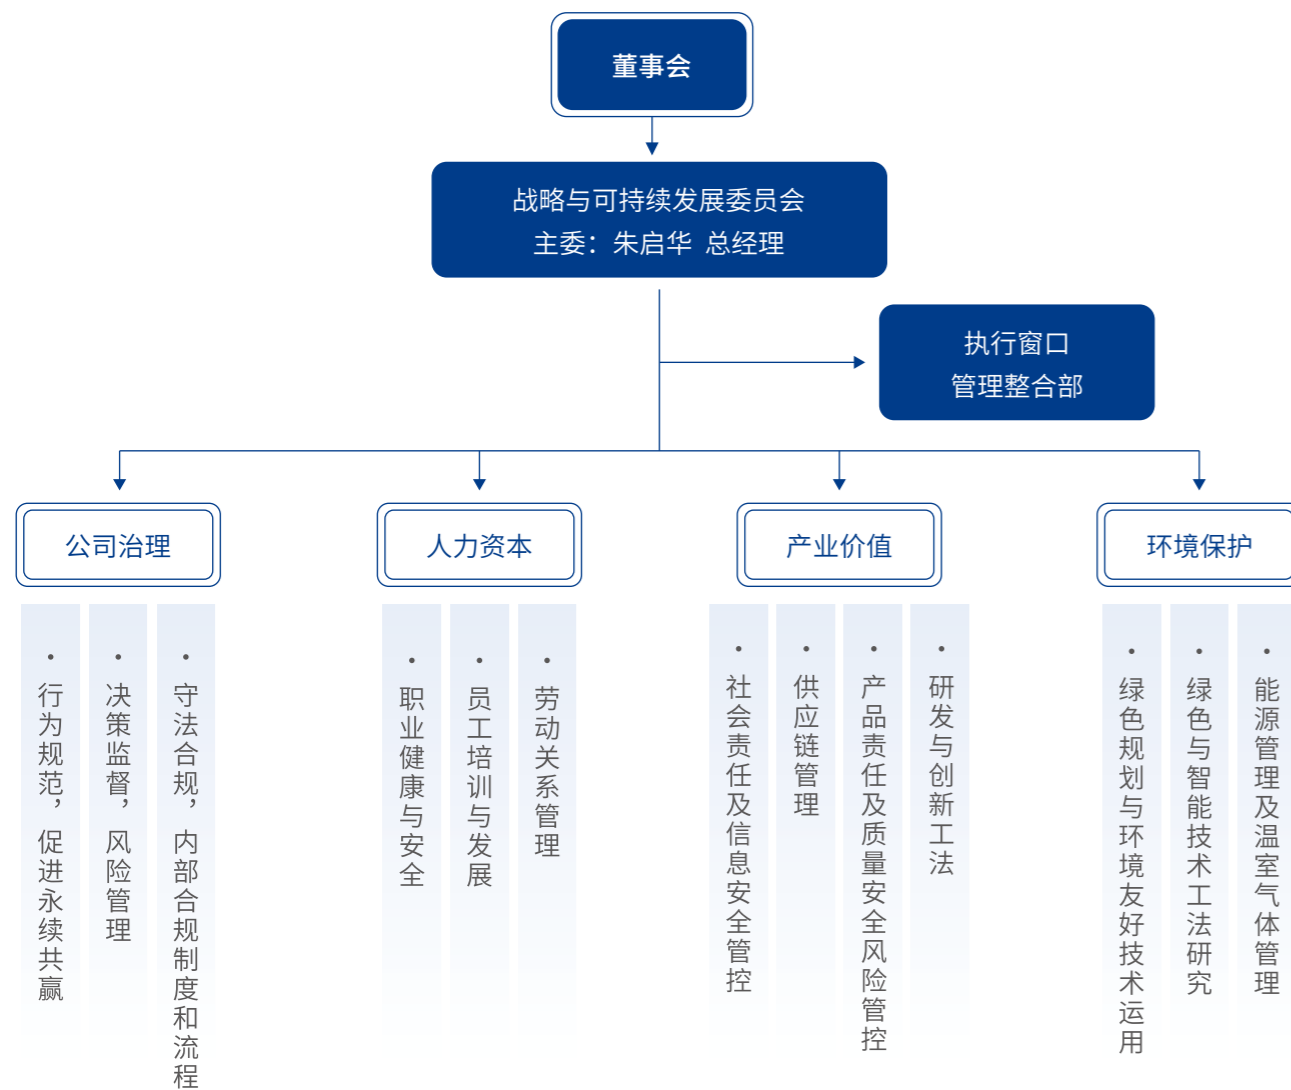 董事会
战略与可持续发展委员会
主委：朱启华 总经理
执行窗口
管理整合部
公司治理
人力资本
产业价值
环境保护
· 行为规范，促进永续共赢
· 决策监督，风险管理
· 守法合规，内部合规制度和流程
· 职业健康与安全
· 员工培训与发展
· 劳动关系管理
· 社会责任及信息安全管控
· 供应链管理
· 产品责任及质量安全风险管控
· 研发与创新工法
· 绿色规划与环境友好技术运用
· 绿色与智能技术工法研究
· 能源管理及温室气体管理